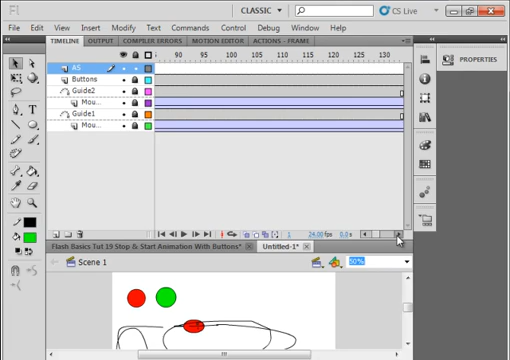 Fl CLASSIC CS Live
File Edit View Insert Modify Text Commands Control Debug Window Help
TIMELINE OUTPUT COMPILER ERRORS MOTION EDITOR ACTIONS - FRAME
90 95 100 105 110 115 120 125 130
AS
Buttons
Guide2
Mou...
Guide1
Mou...
PROPERTIES
1 24.00 fps 0.0 s
Flash Basics Tut 19 Stop & Start Animation With Buttons* Untitled-1*
Scene 1 50%